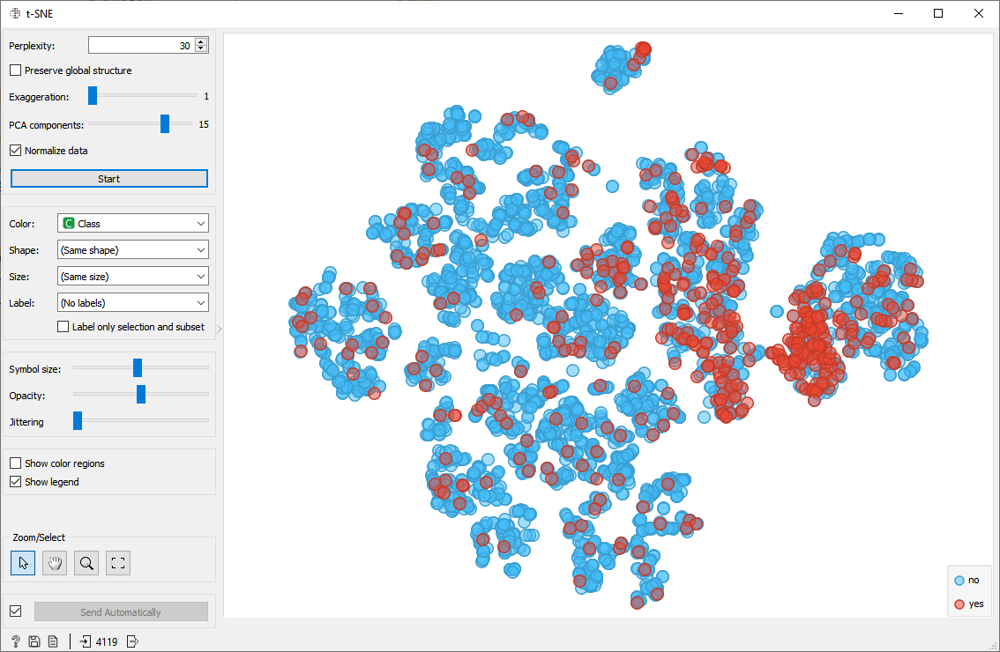 t-SNE
Perplexity: 30
Preserve global structure
Exaggeration: 1
PCA components: 15
Normalize data
Start
Color: C Class
Shape: (Same shape)
Size: (Same size)
Label: (No labels)
Label only selection and subset
Symbol size:
Opacity:
Jittering
Show color regions
Show legend
Zoom/Select
Send Automatically
? 4119
no
yes